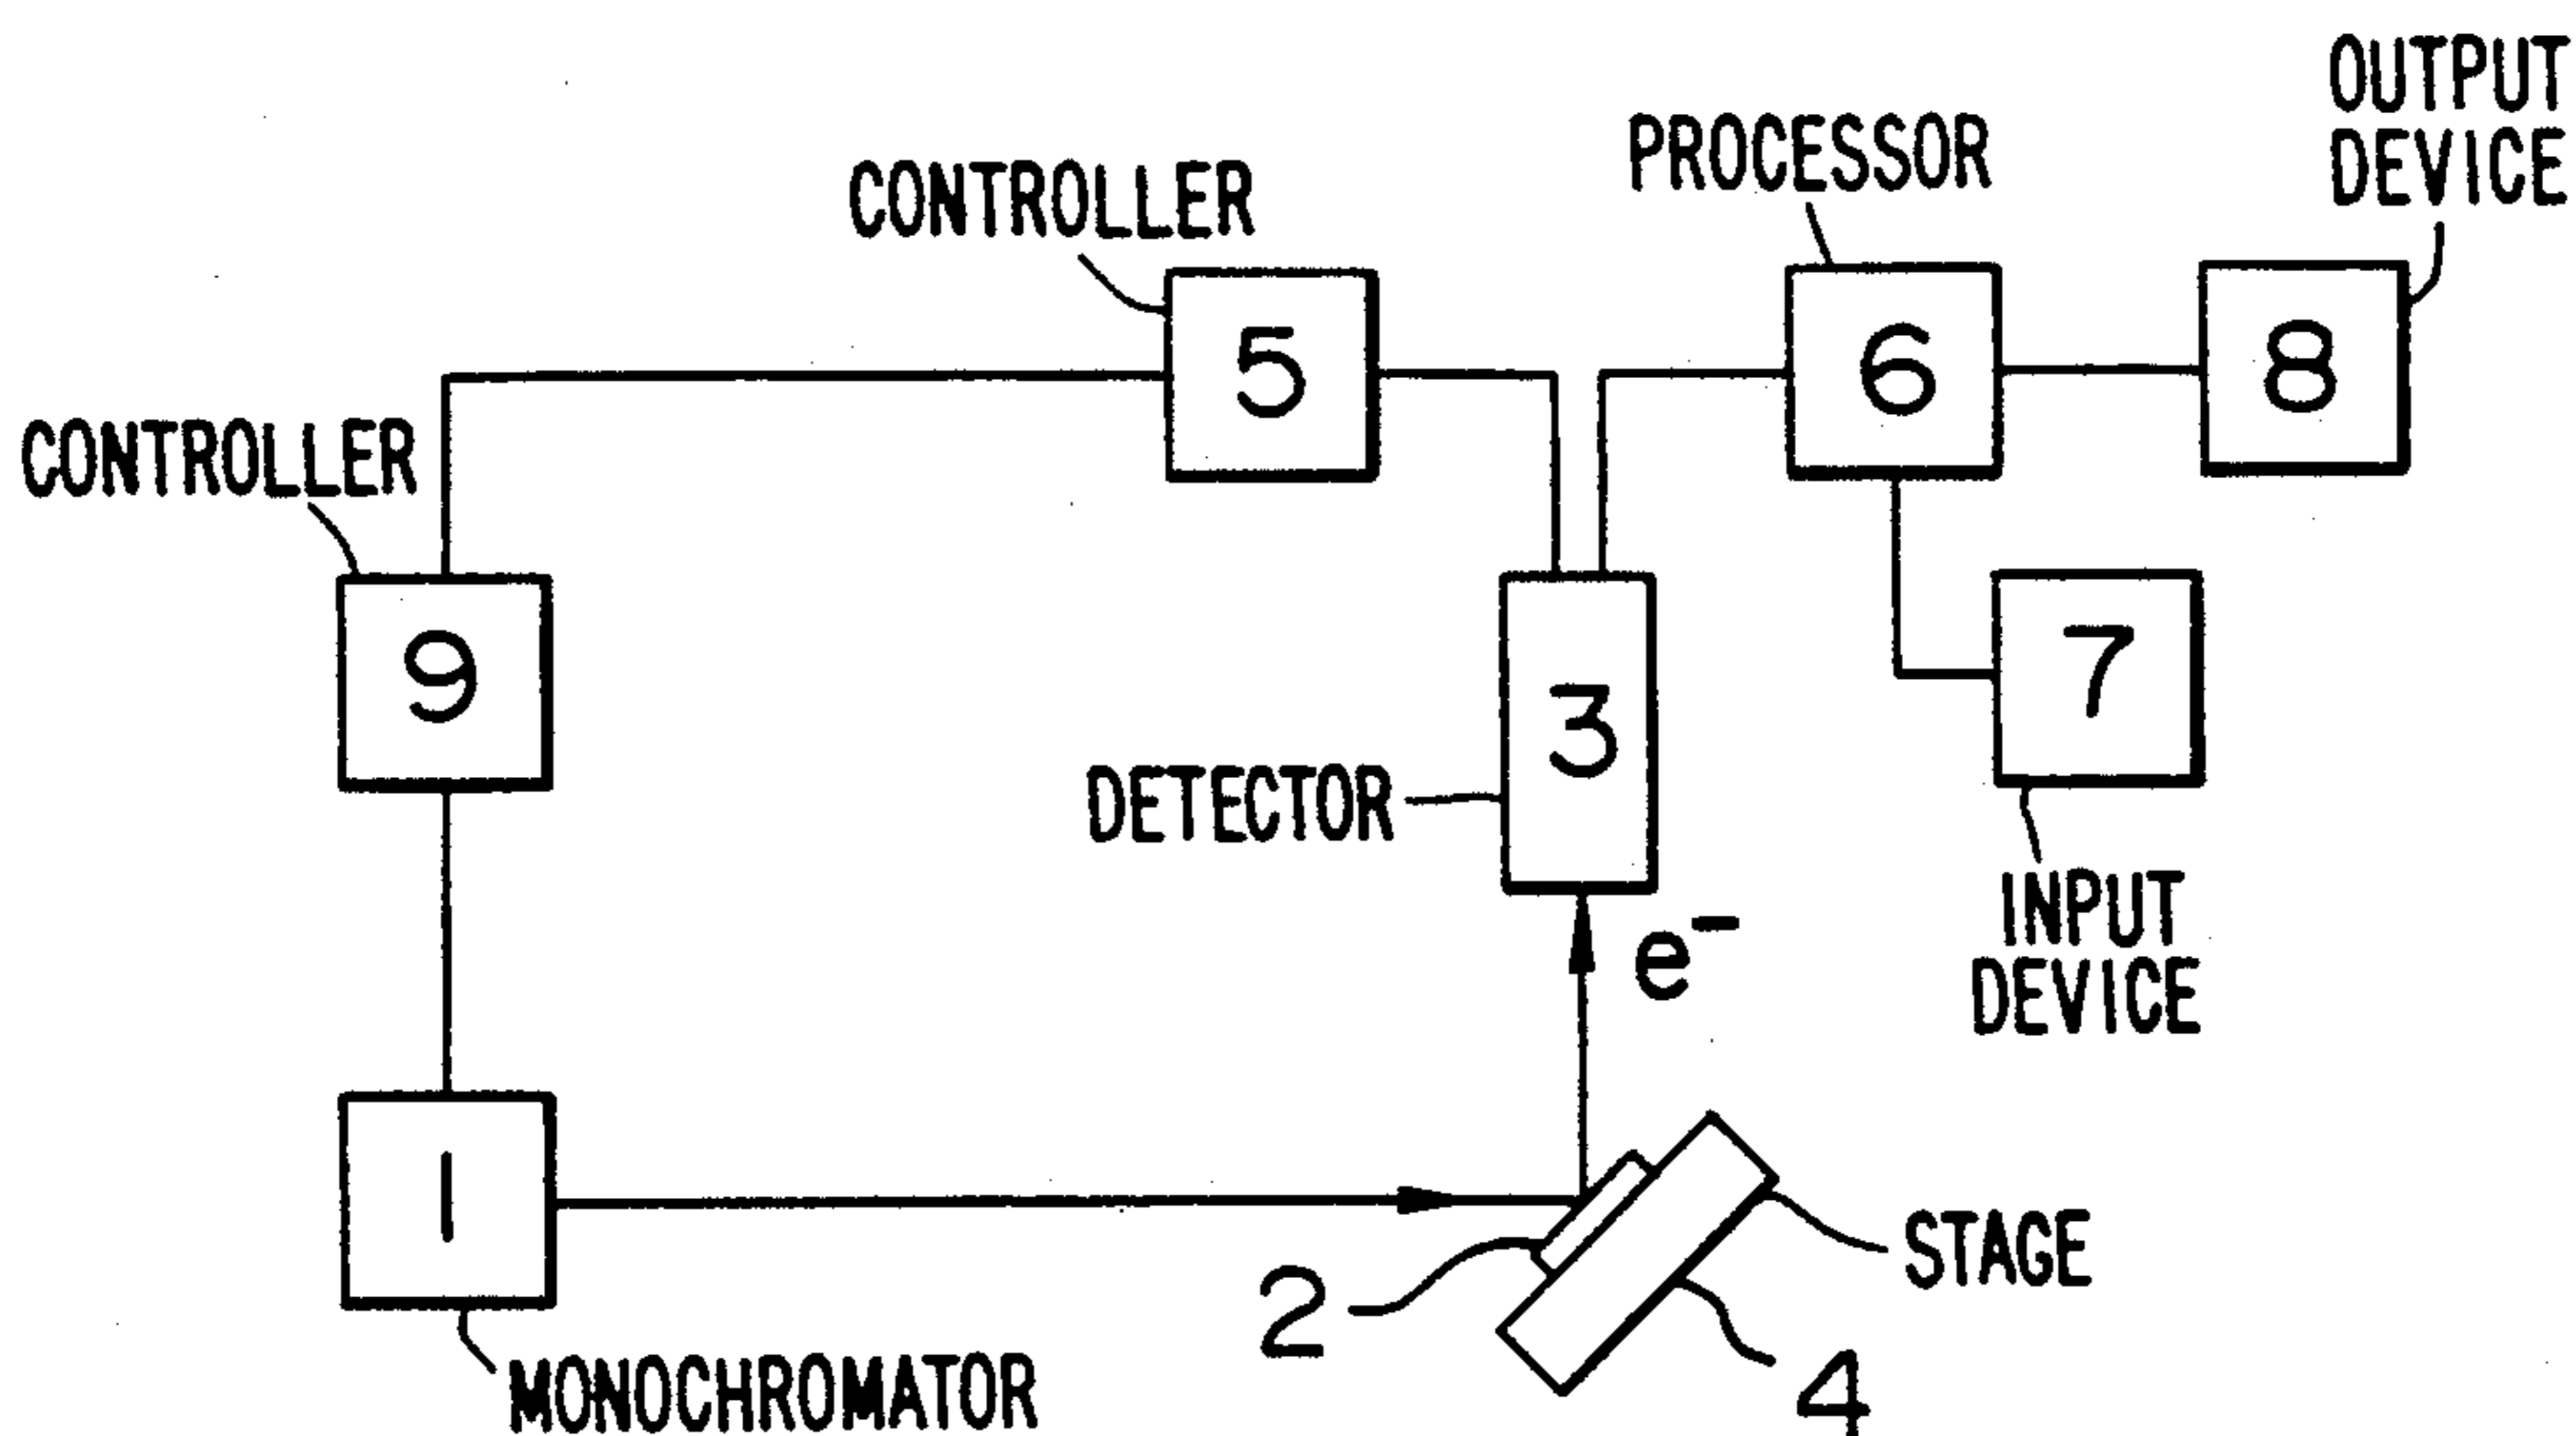 OUTPUT
DEVICE
PROCESSOR
CONTROLLER
5
6
8
CONTROLLER
9
3
7
DETECTOR
INPUT
DEVICE
e⁻
1
2
STAGE
4
MONOCHROMATOR